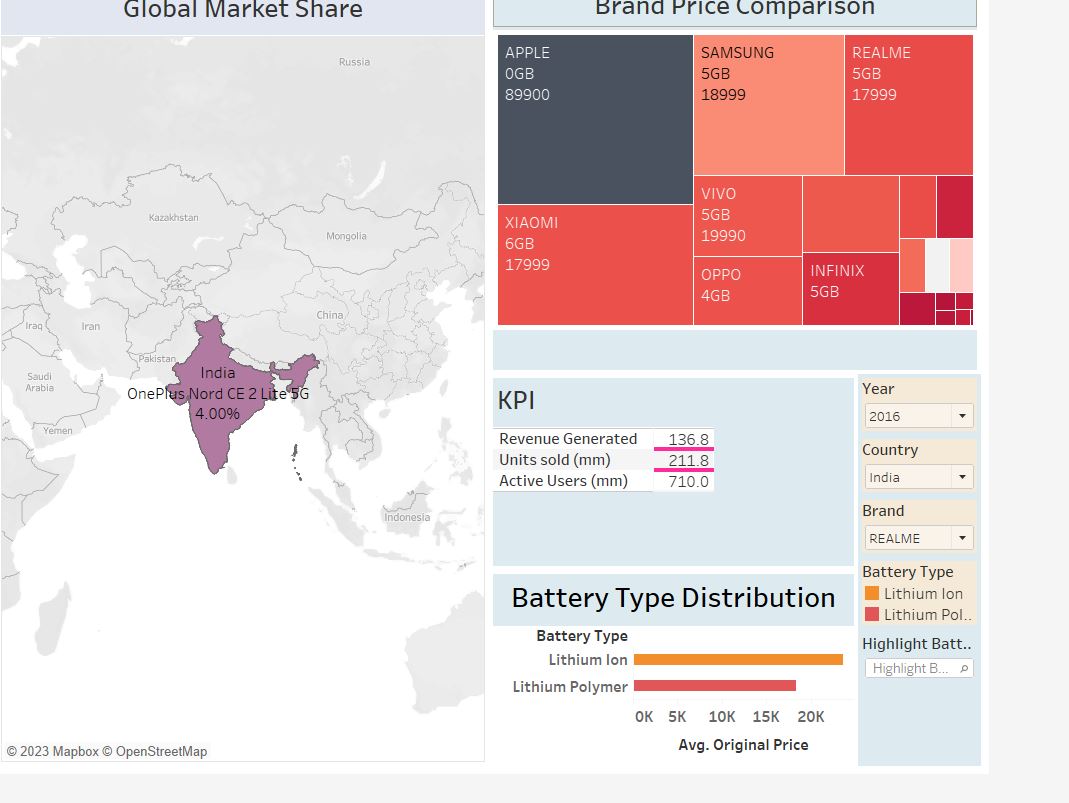 Global Market Share
Russia
Kazakhstan
Mongolia
China
Iraq
Iran
Pakistan
Saudi
Arabia
Yemen
India
OnePlus Nord CE 2 Lite 5G
4.00%
Indonesia
© 2023 Mapbox © OpenStreetMap
Brand Price Comparison
APPLE
0GB
89900
SAMSUNG
5GB
18999
REALME
5GB
17999
XIAOMI
6GB
17999
VIVO
5GB
19990
OPPO
4GB
INFINIX
5GB
KPI
Revenue Generated 136.8
Units sold (mm) 211.8
Active Users (mm) 710.0
Battery Type Distribution
Battery Type
Lithium Ion
Lithium Polymer
0K 5K 10K 15K 20K
Avg. Original Price
Year
2016
Country
India
Brand
REALME
Battery Type
Lithium Ion
Lithium Pol..
Highlight Batt..
Highlight B...